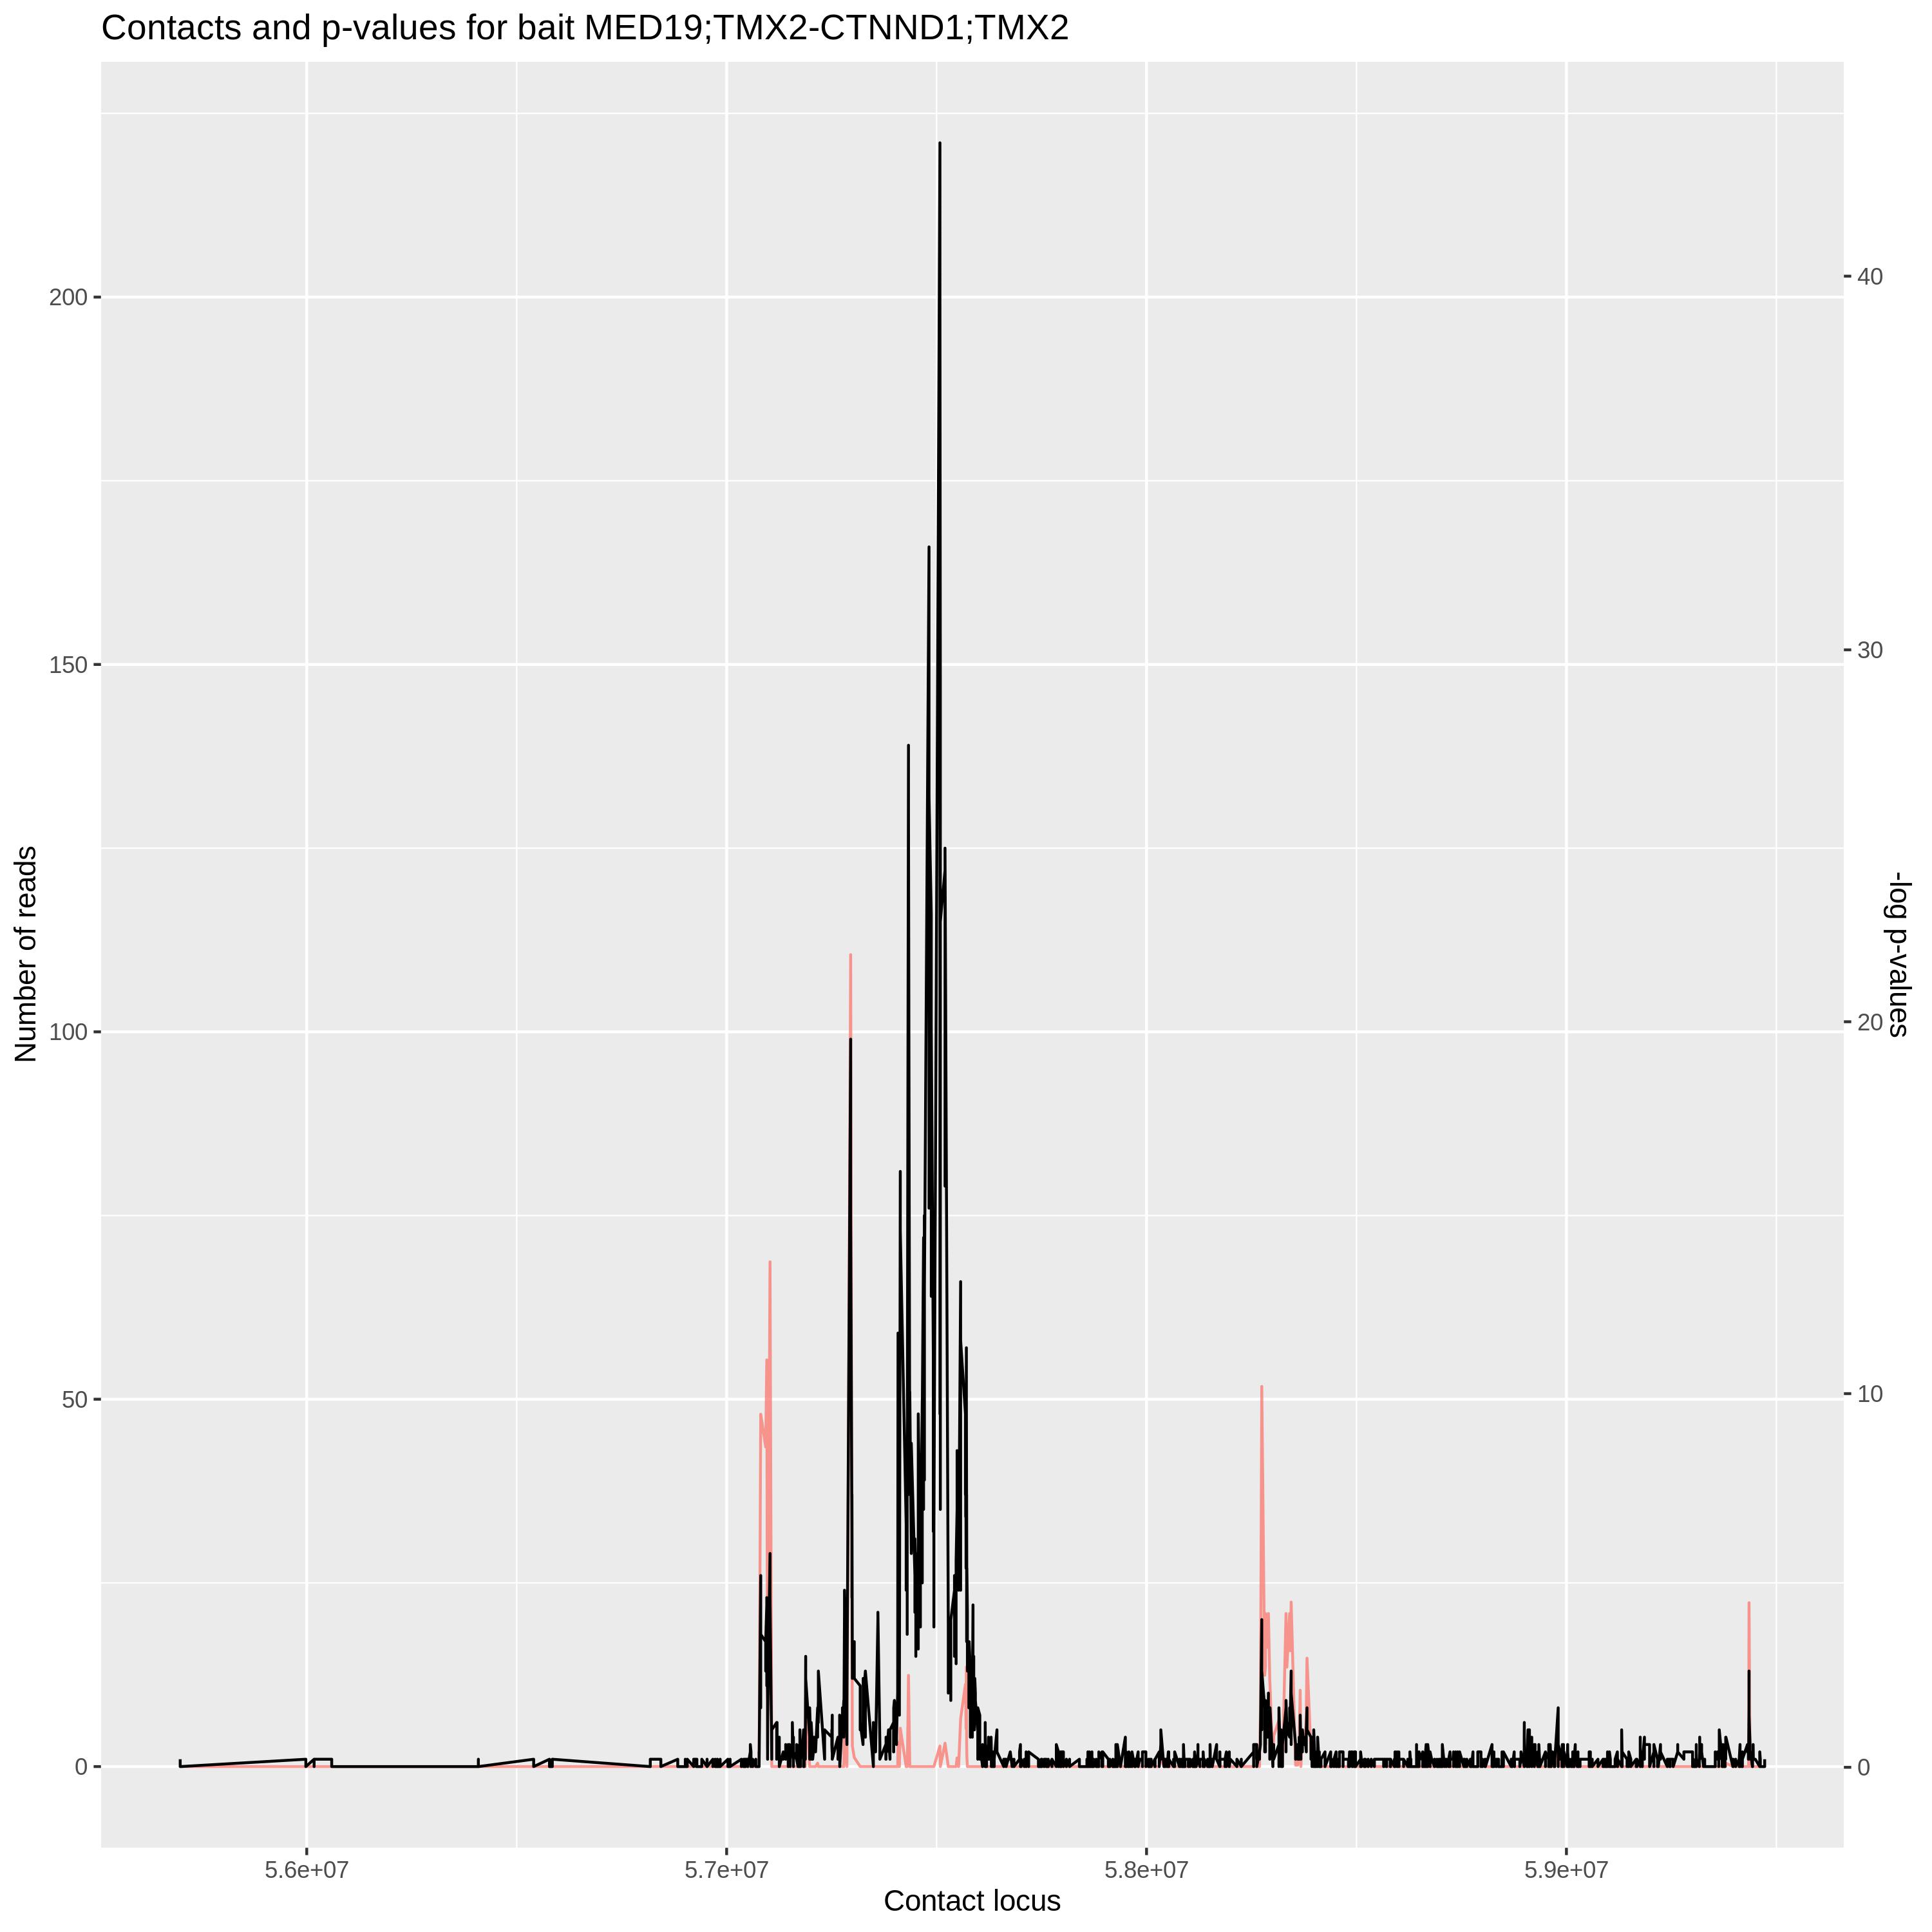 Contacts and p-values for bait MED19;TMX2-CTNND1;TMX2
200
150
100
50
0
Number of reads
40
30
20
10
0
-log p-values
5.6e+07
5.7e+07
5.8e+07
5.9e+07
Contact locus